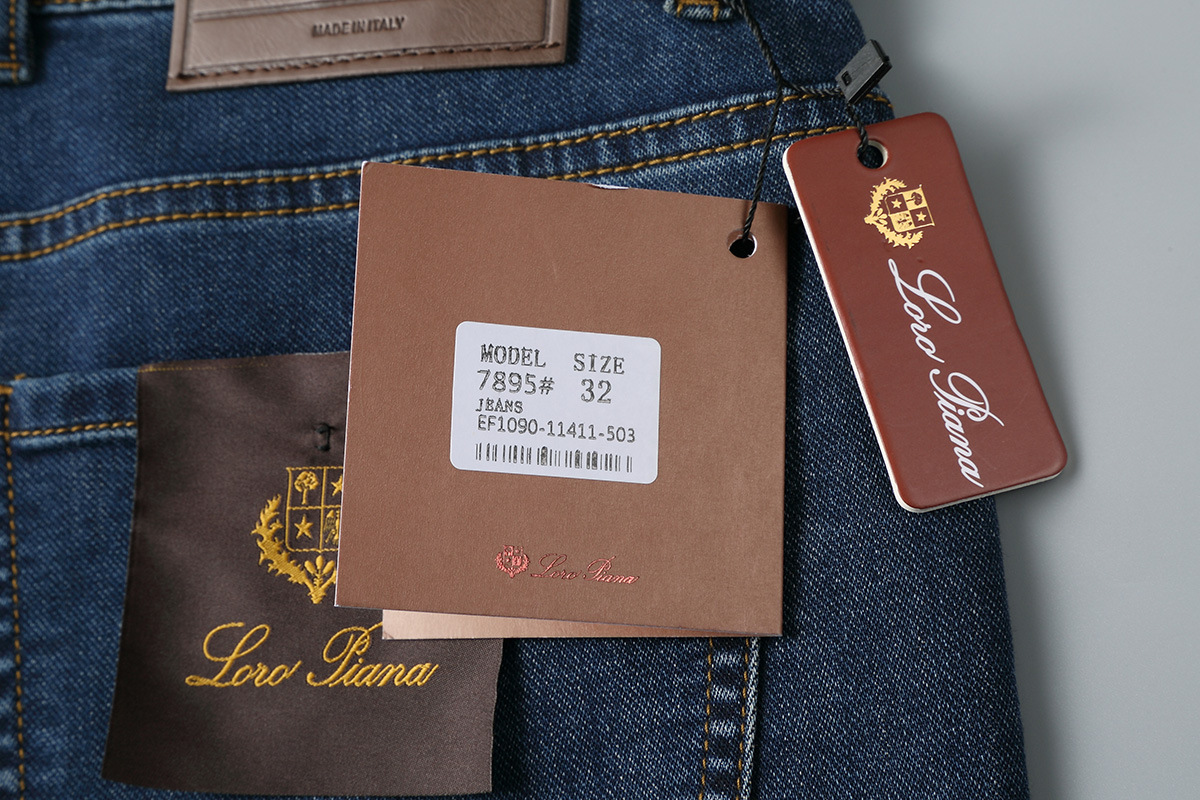 MADE IN ITALY
MODEL SIZE
7895# 32
JEANS
EF1090-11411-503
Loro Piana
Loro Piana
Loro Piana